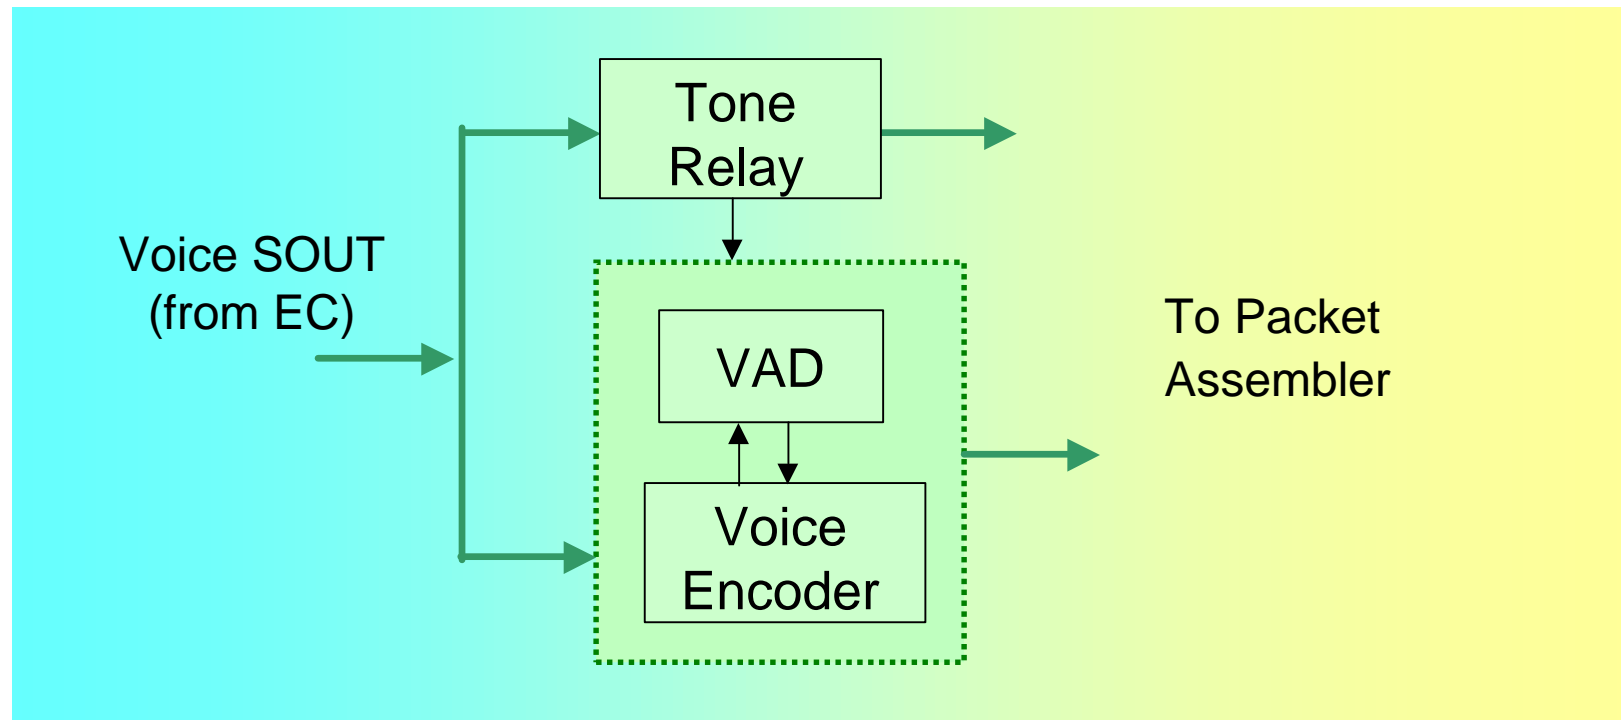 Tone
Relay
Voice SOUT
(from EC)
To Packet
Assembler
VAD
Voice
Encoder